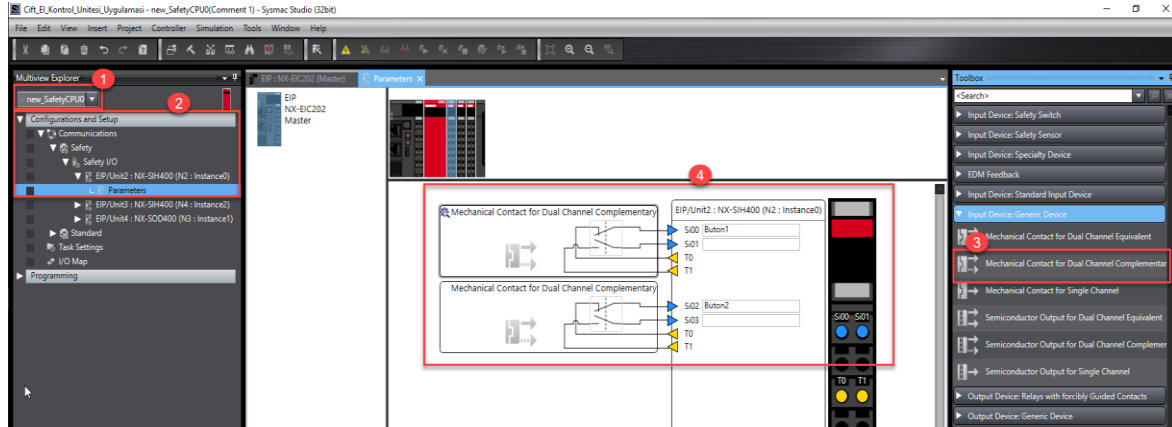 Cift_El_Kontrol_Unitesi_Uygulamasi - new_SafetyCPU0(Comment 1) - Sysmac Studio (32bit)
File Edit View Insert Project Controller Simulation Tools Window Help
Multiview Explorer
1
new_SafetyCPU0
2
Configurations and Setup
Communications
Safety
Safety I/O
EIP/Unit2 : NX-SIH400 (N2 : Instance0)
Parameters
EIP/Unit3 : NX-SIH400 (N4 : Instance2)
EIP/Unit4 : NX-SOD400 (N3 : Instance1)
Standard
Task Settings
I/O Map
Programming
EIP : NX-EIC202 (Master)
Parameters
EIP
NX-EIC202
Master
4
Mechanical Contact for Dual Channel Complementary
EIP/Unit2 : NX-SIH400 (N2 : Instance0)
Si00 Buton1
Si01
T0
T1
Mechanical Contact for Dual Channel Complementary
Si02 Buton2
Si03
T0
T1
Si00 Si01
T0 T1
Toolbox
<Search>
Input Device: Safety Switch
Input Device: Safety Sensor
Input Device: Specialty Device
EDM Feedback
Input Device: Standard Input Device
Input Device: Generic Device
Mechanical Contact for Dual Channel Equivalent
3
Mechanical Contact for Dual Channel Complementar
Mechanical Contact for Single Channel
Semiconductor Output for Dual Channel Equivalent
Semiconductor Output for Dual Channel Complemer
Semiconductor Output for Single Channel
Output Device: Relays with forcibly Guided Contacts
Output Device: Generic Device